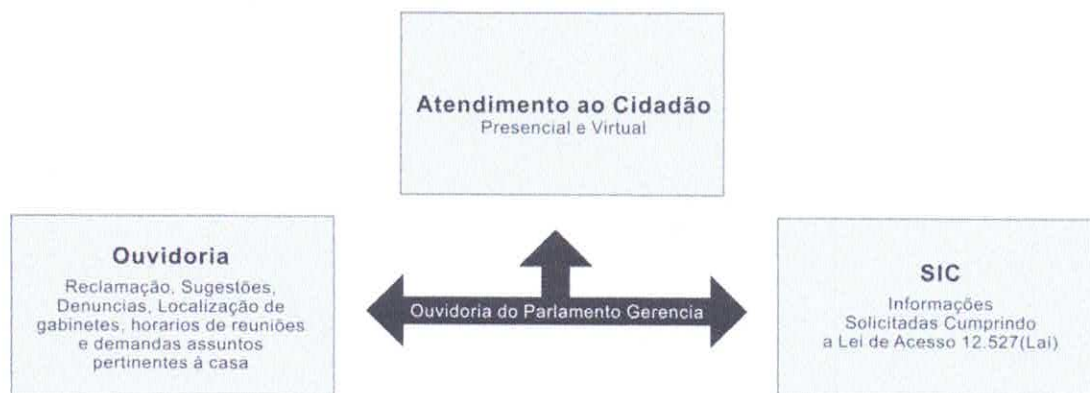 Atendimento ao Cidadão
Presencial e Virtual
Ouvidoria
Reclamação, Sugestões,
Denuncias, Localização de
gabinetes, horarios de reuniões
e demandas assuntos
pertinentes à casa
Ouvidoria do Parlamento Gerencia
SIC
Informações
Solicitadas Cumprindo
a Lei de Acesso 12.527(Lai)